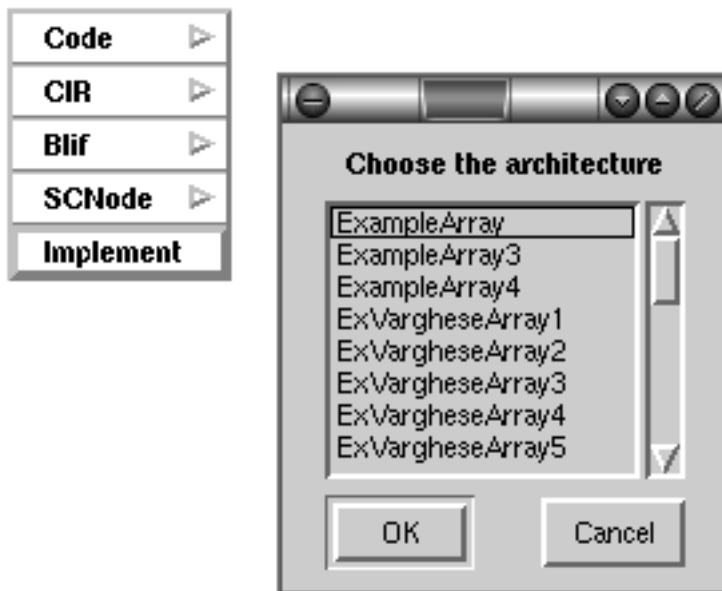 Code
CIR
Blif
SCNode
Implement
Choose the architecture
ExampleArray
ExampleArray3
ExampleArray4
ExVargheseArray1
ExVargheseArray2
ExVargheseArray3
ExVargheseArray4
ExVargheseArray5
OK
Cancel